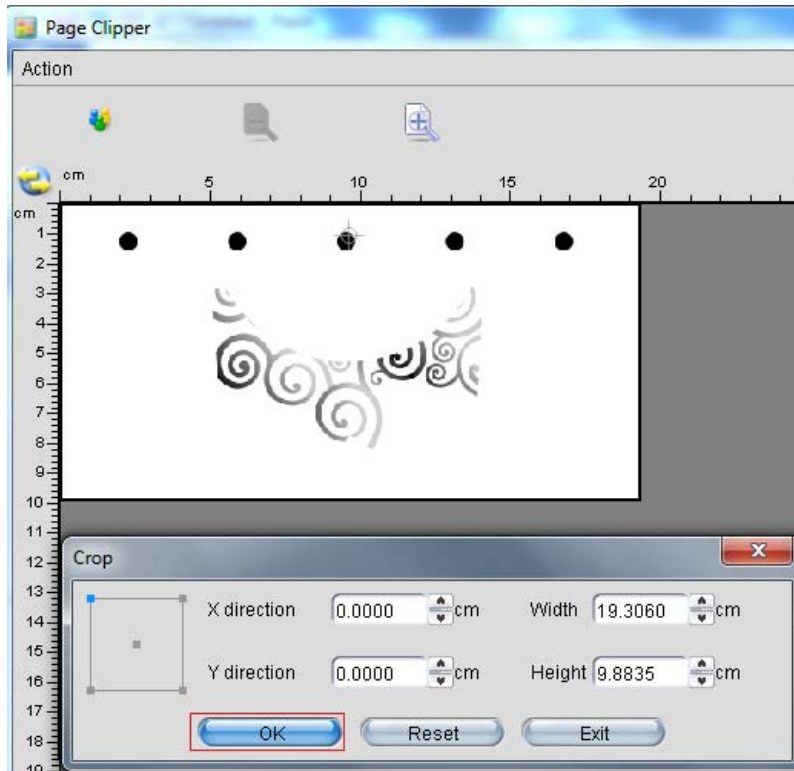 Page Clipper
Action
cm
5 10 15 20
cm
1
2
3
4
5
6
7
8
9
10
11
12
13
14
15
16
17
18
19
Crop
X direction 0.0000 cm Width 19.3060 cm
Y direction 0.0000 cm Height 9.8835 cm
OK Reset Exit